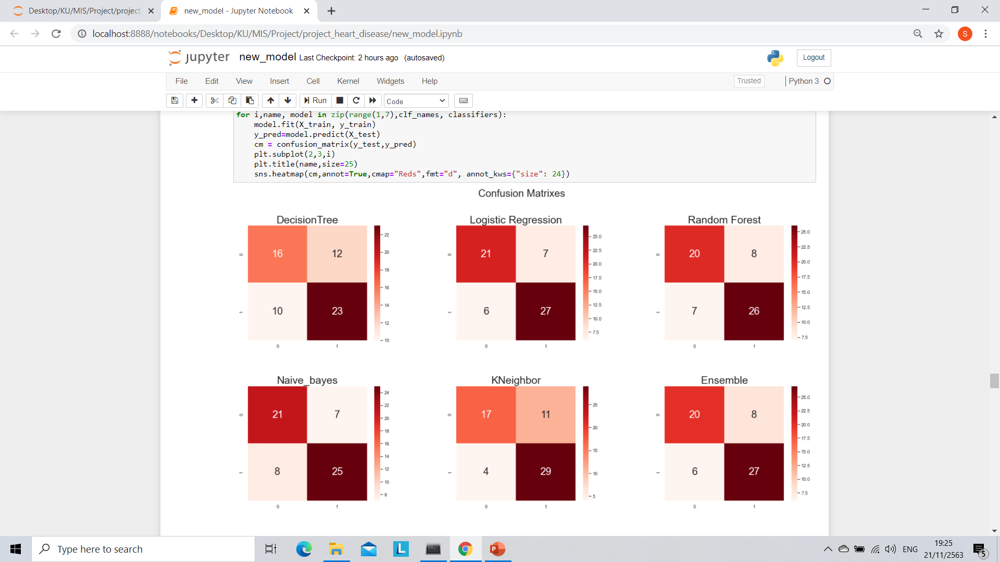 Desktop/KU/MIS/Project/project
new_model - Jupyter Notebook
localhost:8888/notebooks/Desktop/KU/MIS/Project/project_heart_disease/new_model.ipynb
S
jupyter new_model Last Checkpoint: 2 hours ago (autosaved)
Logout
File Edit View Insert Cell Kernel Widgets Help
Trusted
Python 3
Run
Code
for i,name, model in zip(range(1,7),clf_names, classifiers):
model.fit(X_train, y_train)
y_pred=model.predict(X_test)
cm = confusion_matrix(y_test,y_pred)
plt.subplot(2,3,i)
plt.title(name,size=25)
sns.heatmap(cm,annot=True,cmap="Reds",fmt="d", annot_kws={"size": 24})
Confusion Matrixes
DecisionTree
0
16 12
1
10 23
0 1
22
20
18
16
14
12
10
Logistic Regression
0
21 7
1
6 27
0 1
25.0
22.5
20.0
17.5
15.0
12.5
10.0
7.5
Random Forest
0
20 8
1
7 26
0 1
25.0
22.5
20.0
17.5
15.0
12.5
10.0
7.5
Naive_bayes
0
21 7
1
8 25
0 1
24
22
20
18
16
14
12
10
8
KNeighbor
0
17 11
1
4 29
0 1
25
20
15
10
5
Ensemble
0
20 8
1
6 27
0 1
25.0
22.5
20.0
17.5
15.0
12.5
10.0
7.5
Type here to search
L
P
ENG
19:25
21/11/2563
5